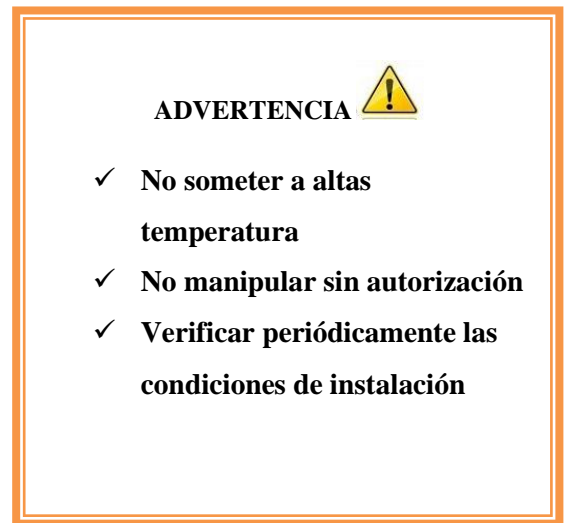 ADVERTENCIA
✓ No someter a altas
temperatura
✓ No manipular sin autorización
✓ Verificar periódicamente las
condiciones de instalación